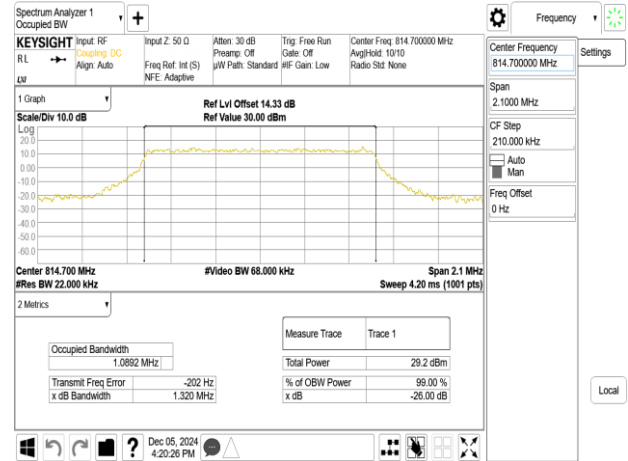 Spectrum Analyzer 1
Occupied BW
Frequency
KEYSIGHT
RL
LXI
Input: RF
Coupling: DC
Align: Auto
Input Z: 50 Ω
Freq Ref: Int (S)
NFE: Adaptive
Atten: 30 dB
Preamp: Off
µW Path: Standard
Trig: Free Run
Gate: Off
#IF Gain: Low
Center Freq: 814.700000 MHz
Avg|Hold: 10/10
Radio Std: None
Center Frequency
814.700000 MHz
Settings
Span
2.1000 MHz
CF Step
210.000 kHz
Auto
Man
Freq Offset
0 Hz
Local
1 Graph
Scale/Div 10.0 dB
Ref Lvl Offset 14.33 dB
Ref Value 30.00 dBm
Log
20.0
10.0
0.00
-10.0
-20.0
-30.0
-40.0
-50.0
-60.0
Center 814.700 MHz
#Video BW 68.000 kHz
Span 2.1 MHz
#Res BW 22.000 kHz
Sweep 4.20 ms (1001 pts)
2 Metrics
Measure Trace
Trace 1
Occupied Bandwidth
1.0892 MHz
Total Power
29.2 dBm
Transmit Freq Error
-202 Hz
% of OBW Power
99.00 %
x dB Bandwidth
1.320 MHz
x dB
-26.00 dB
?
Dec 05, 2024
4:20:26 PM